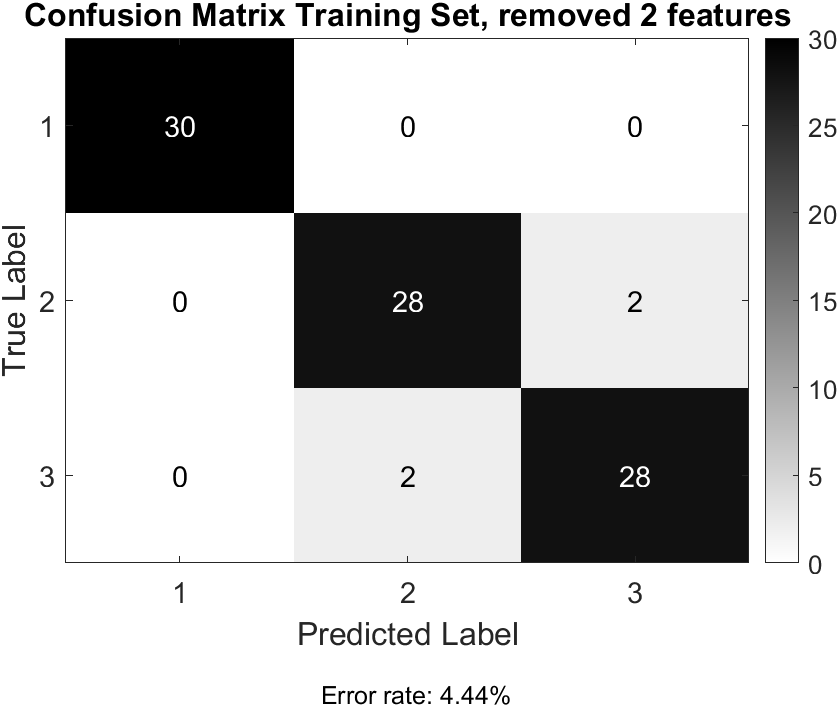 Confusion Matrix Training Set, removed 2 features
30
1 30 0 0
25
20
True Label
2 0 28 2
15
10
3 0 2 28
5
0
1 2 3
Predicted Label
Error rate: 4.44%